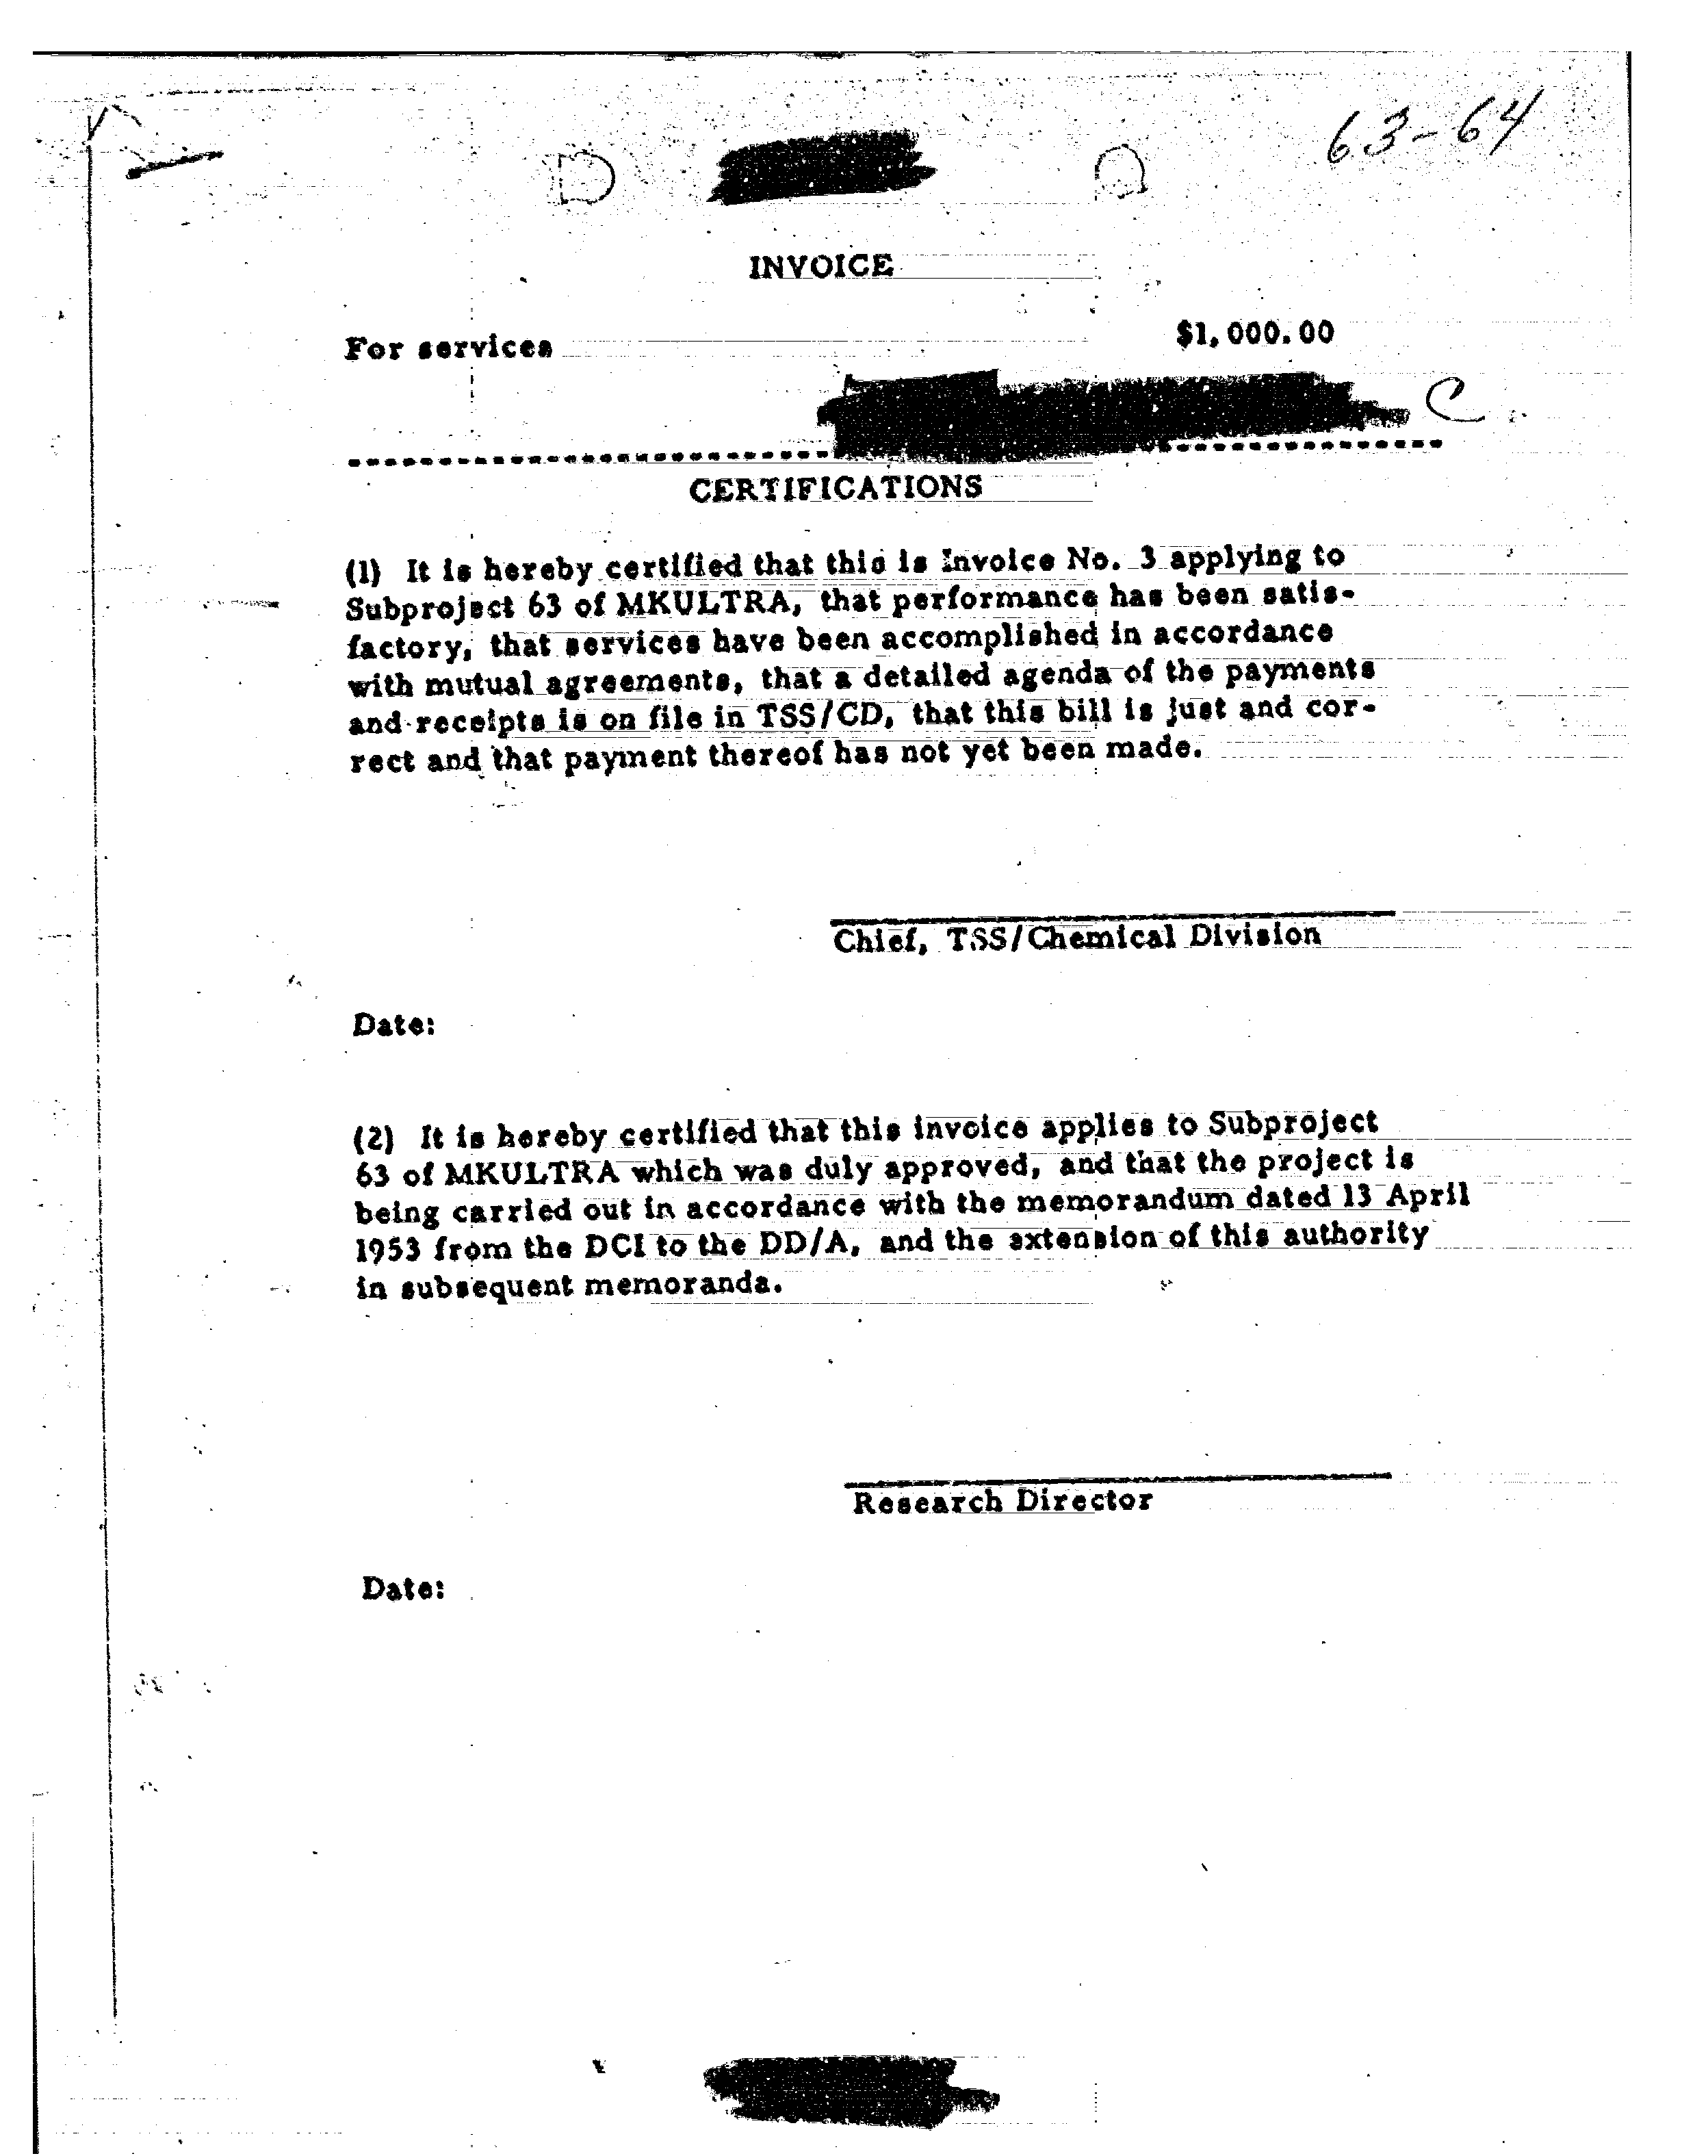 63-64
INVOICE
For services $1,000.00
C
CERTIFICATIONS
(1) It is hereby certified that this is Invoice No. 3 applying to
Subproject 63 of MKULTRA, that performance has been satis-
factory, that services have been accomplished in accordance
with mutual agreements, that a detailed agenda of the payments
and receipts is on file in TSS/CD, that this bill is just and cor-
rect and that payment thereof has not yet been made.
Chief, TSS/Chemical Division
Date:
(2) It is hereby certified that this invoice applies to Subproject
63 of MKULTRA which was duly approved, and that the project is
being carried out in accordance with the memorandum dated 13 April
1953 from the DCI to the DD/A, and the extension of this authority
in subsequent memoranda.
Research Director
Date: